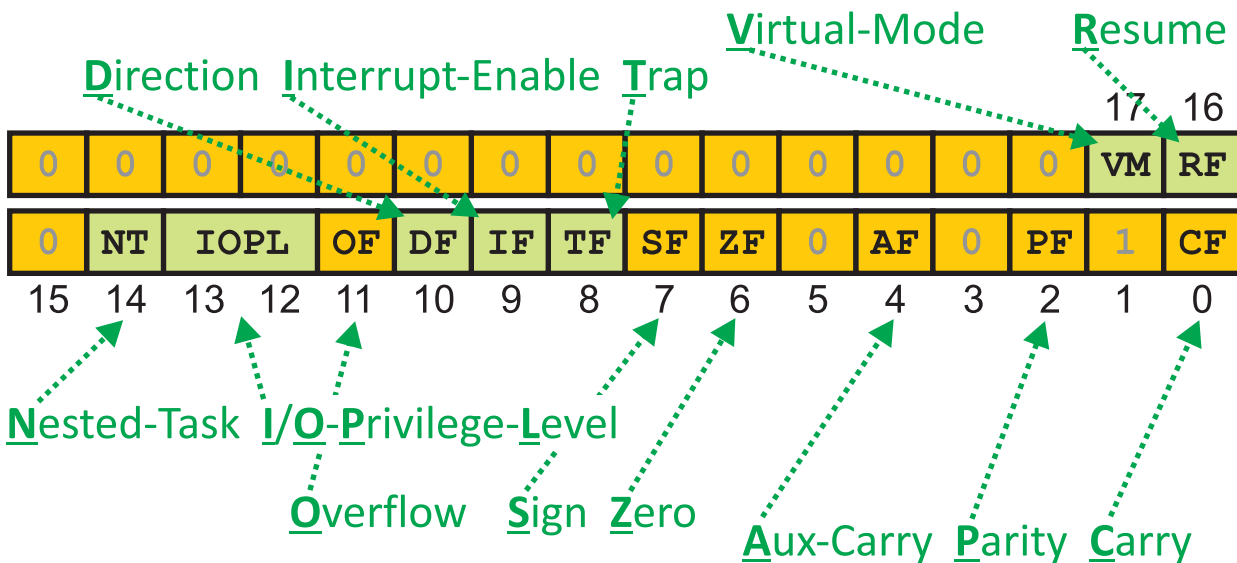 Virtual-Mode Resume
Direction Interrupt-Enable Trap
17 16
0 0 0 0 0 0 0 0 0 0 0 0 0 0 VM RF
0 NT IOPL OF DF IF TF SF ZF 0 AF 0 PF 1 CF
15 14 13 12 11 10 9 8 7 6 5 4 3 2 1 0
Nested-Task I/O-Privilege-Level
Overflow Sign Zero
Aux-Carry Parity Carry